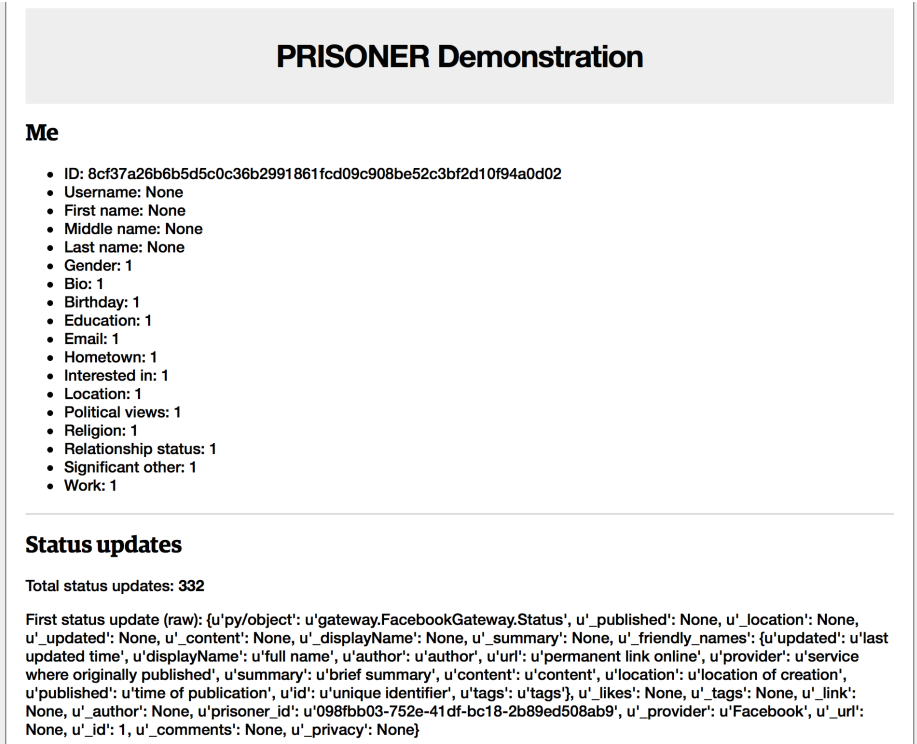 PRISONER Demonstration
Me
ID: 8cf37a26b6b5d5c0c36b2991861fcd09c908be52c3bf2d10f94a0d02
Username: None
First name: None
Middle name: None
Last name: None
Gender: 1
Bio: 1
Birthday: 1
Education: 1
Email: 1
Hometown: 1
Interested in: 1
Location: 1
Political views: 1
Religion: 1
Relationship status: 1
Significant other: 1
Work: 1
Status updates
Total status updates: 332
First status update (raw): {u'py/object': u'gateway.FacebookGateway.Status', u'_published': None, u'_location': None,
u'_updated': None, u'_content': None, u'_displayName': None, u'_summary': None, u'_friendly_names': {u'updated': u'last
updated time', u'displayName': u'full name', u'author': u'author', u'url': u'permanent link online', u'provider': u'service
where originally published', u'summary': u'brief summary', u'content': u'content', u'location': u'location of creation',
u'published': u'time of publication', u'id': u'unique identifier', u'tags': u'tags'}, u'_likes': None, u'_tags': None, u'_link':
None, u'_author': None, u'prisoner_id': u'098fbb03-752e-41df-bc18-2b89ed508ab9', u'_provider': u'Facebook', u'_url':
None, u'_id': 1, u'_comments': None, u'_privacy': None}